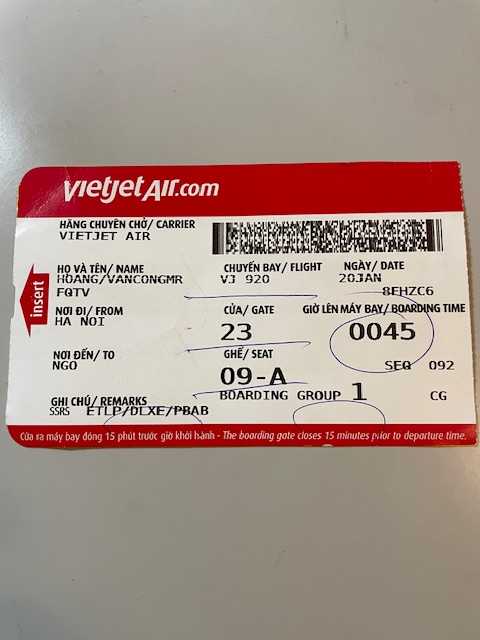 vietjetAir.com
HÃNG CHUYÊN CHỞ/ CARRIER
VIETJET AIR
HỌ VÀ TÊN/ NAME
HOANG/VANCONGMR
FQTV
CHUYẾN BAY/ FLIGHT
VJ 920
NGÀY/ DATE
20JAN
8EHZC6
insert
NƠI ĐI/ FROM
HA NOI
CỬA/ GATE
23
GIỜ LÊN MÁY BAY/ BOARDING TIME
0045
NƠI ĐẾN/ TO
NGO
GHẾ/ SEAT
09-A
SEQ 092
BOARDING GROUP 1 CG
GHI CHÚ/ REMARKS
SSRS ETLP/DLXE/PBAB
Cửa ra máy bay đóng 15 phút trước giờ khởi hành - The boarding gate closes 15 minutes prior to departure time.